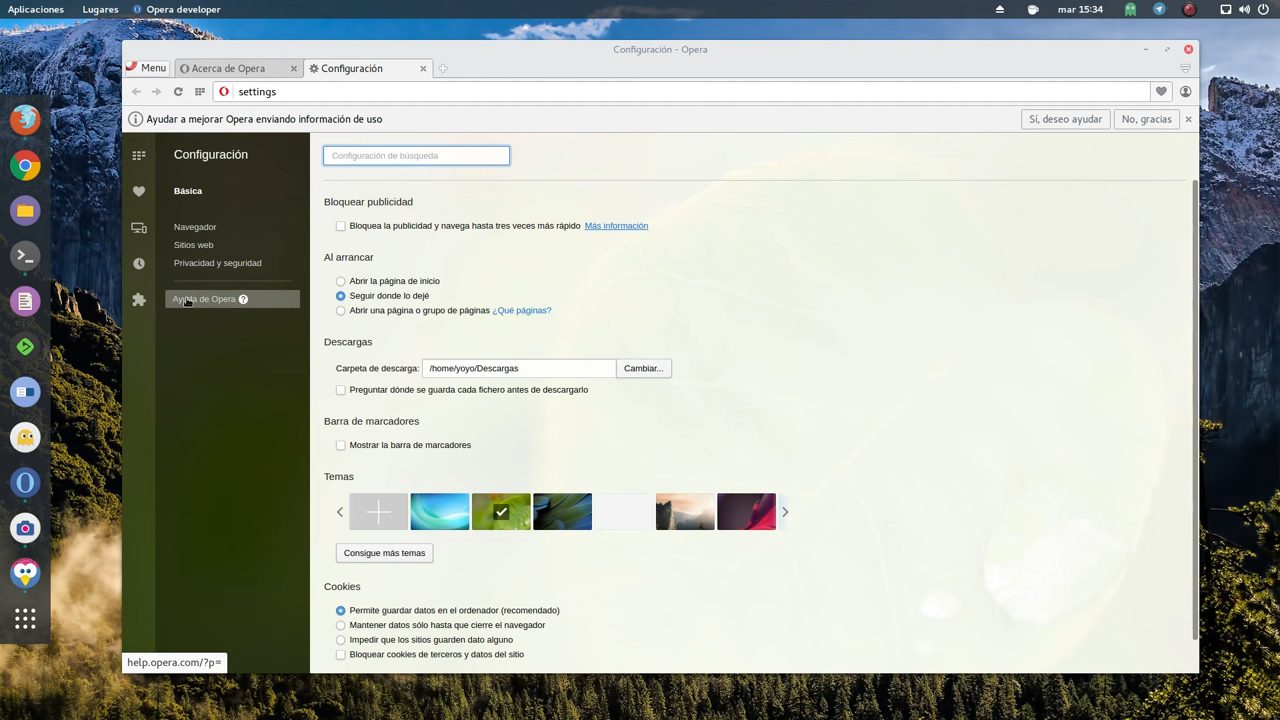 Aplicaciones Lugares Opera developer mar 15:34
Configuración - Opera
Menu Acerca de Opera Configuración
settings
Ayudar a mejorar Opera enviando información de uso Sí, deseo ayudar No, gracias
Configuración
Básica
Navegador
Sitios web
Privacidad y seguridad
Ayuda de Opera ?
Configuración de búsqueda
Bloquear publicidad
Bloquea la publicidad y navega hasta tres veces más rápido Más información
Al arrancar
Abrir la página de inicio
Seguir donde lo dejé
Abrir una página o grupo de páginas ¿Qué páginas?
Descargas
Carpeta de descarga: /home/yoyo/Descargas Cambiar...
Preguntar dónde se guarda cada fichero antes de descargarlo
Barra de marcadores
Mostrar la barra de marcadores
Temas
Consigue más temas
Cookies
Permite guardar datos en el ordenador (recomendado)
Mantener datos sólo hasta que cierre el navegador
Impedir que los sitios guarden dato alguno
Bloquear cookies de terceros y datos del sitio
help.opera.com/?p=